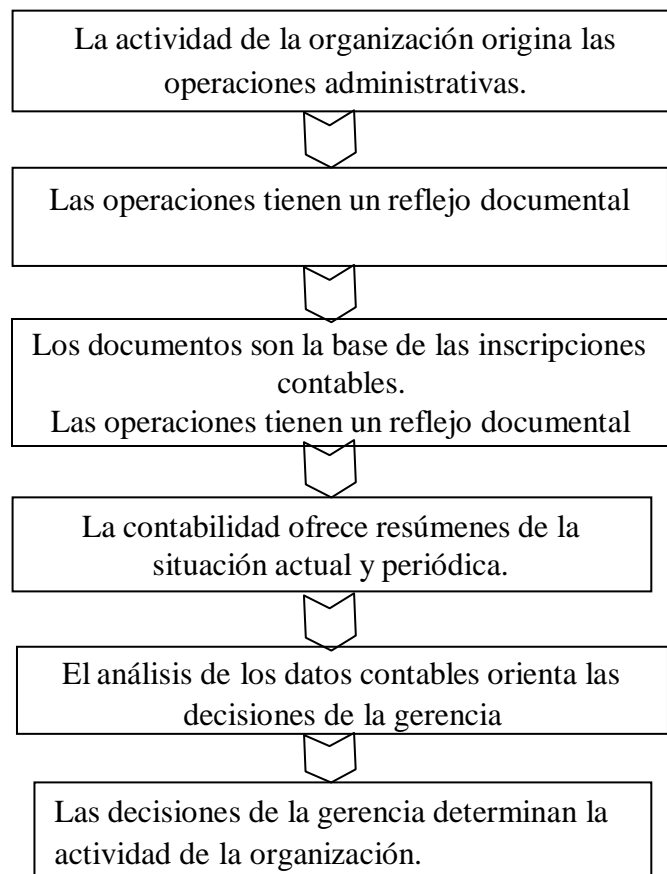 La actividad de la organización origina las
operaciones administrativas.
Las operaciones tienen un reflejo documental
Los documentos son la base de las inscripciones
contables.
Las operaciones tienen un reflejo documental
La contabilidad ofrece resúmenes de la
situación actual y periódica.
El análisis de los datos contables orienta las
decisiones de la gerencia
Las decisiones de la gerencia determinan la
actividad de la organización.